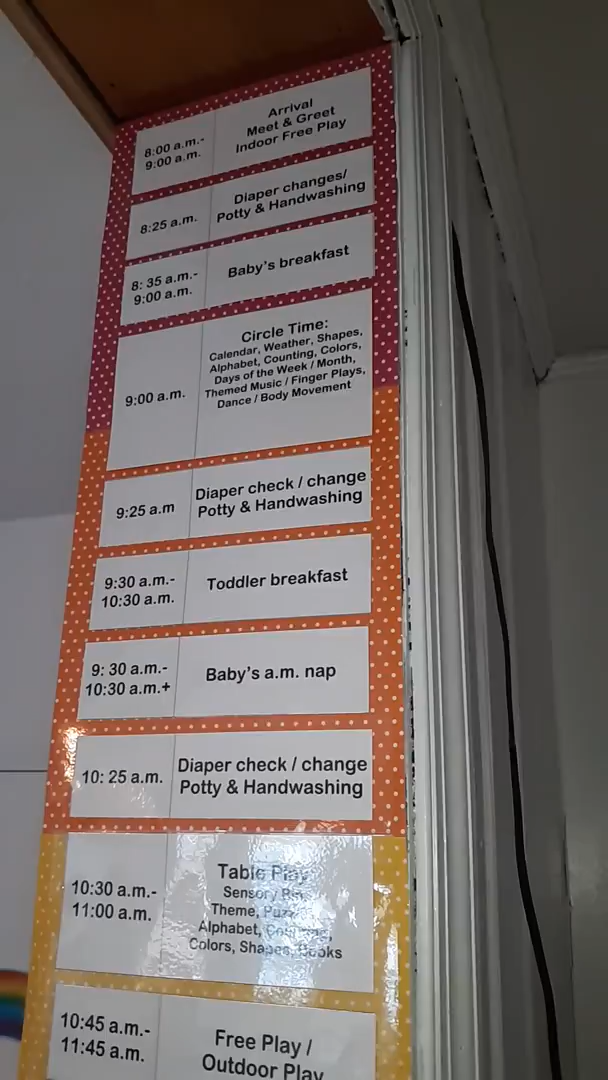 8:00 a.m.-
9:00 a.m.
Arrival
Meet & Greet
Indoor Free Play
8:25 a.m.
Diaper changes/
Potty & Handwashing
8: 35 a.m.-
9:00 a.m.
Baby's breakfast
9:00 a.m.
Circle Time:
Calendar, Weather, Shapes,
Alphabet, Counting, Colors,
Days of the Week / Month,
Themed Music / Finger Plays,
Dance / Body Movement
9:25 a.m
Diaper check / change
Potty & Handwashing
9:30 a.m.-
10:30 a.m.
Toddler breakfast
9: 30 a.m.-
10:30 a.m.+
Baby's a.m. nap
10: 25 a.m.
Diaper check / change
Potty & Handwashing
10:30 a.m.-
11:00 a.m.
Table Play
Sensory
Theme,
Alphabet,
Colors, Shapes, Books
10:45 a.m.-
11:45 a.m.
Free Play /
Outdoor Play